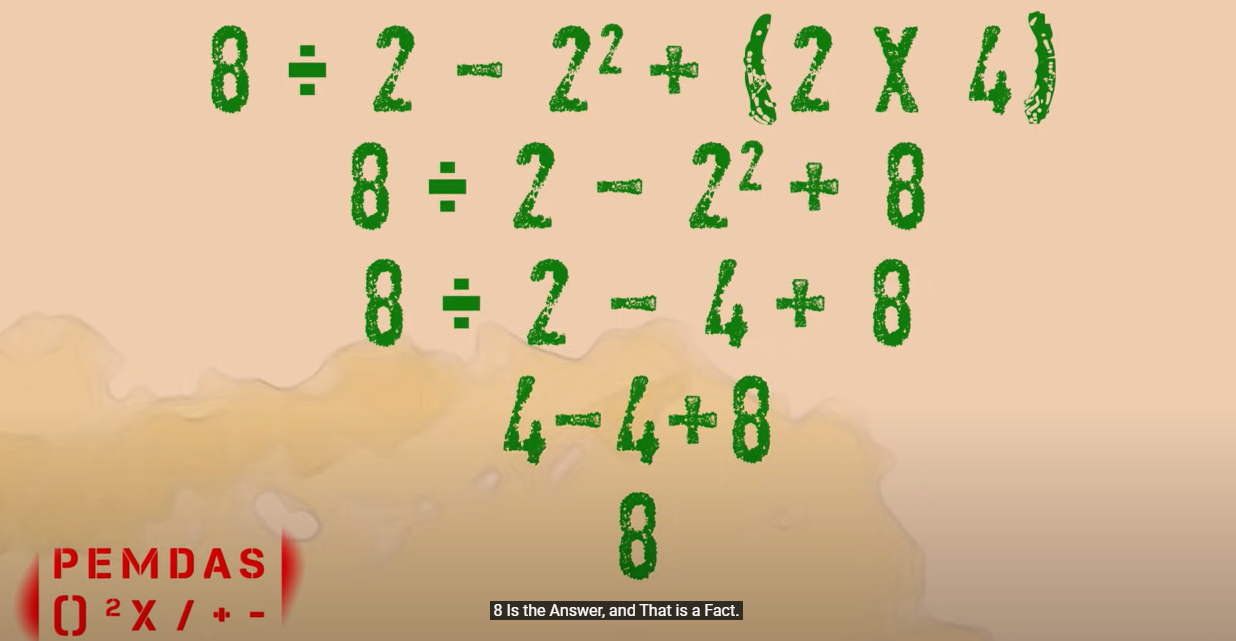 8 ÷ 2 - 2² + (2 X 4)
8 ÷ 2 - 2² + 8
8 ÷ 2 - 4 + 8
4-4+8
8
PEMDAS
() ² X / + -
8 Is the Answer, and That is a Fact.